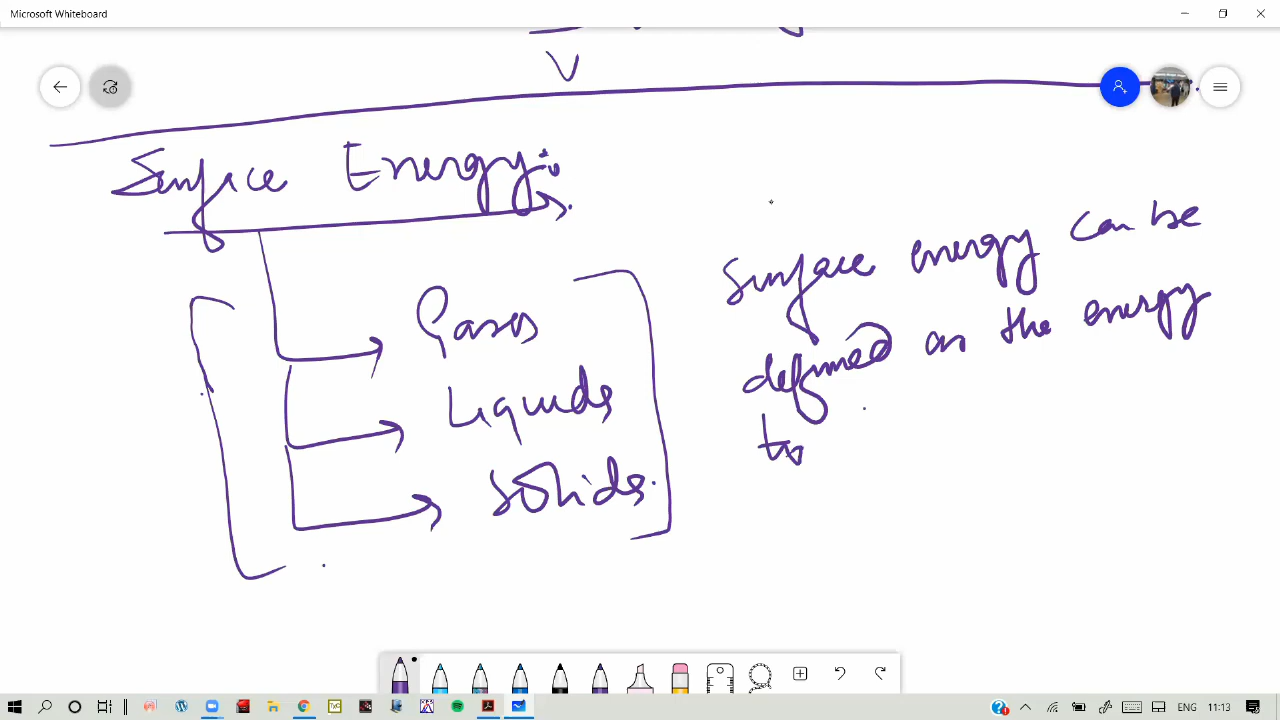 Microsoft Whiteboard
V
Surface Energy:
Gases
Liquids
Solids.
Surface energy can be
defined as the energy
to
ENG
11:13